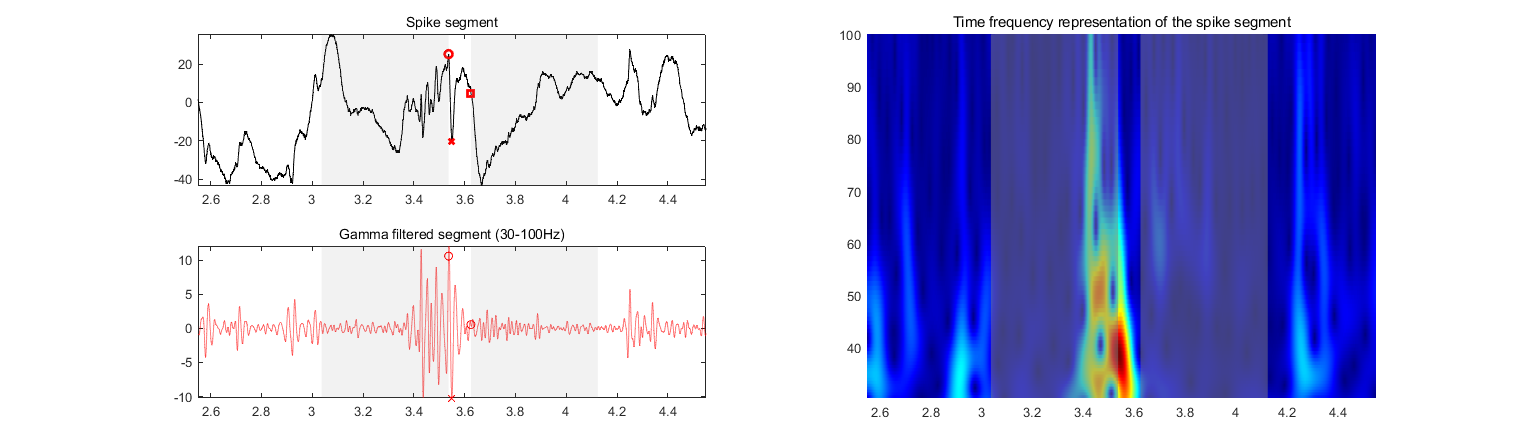 Spike segment
20
0
-20
-40
2.6 2.8 3 3.2 3.4 3.6 3.8 4 4.2 4.4
Gamma filtered segment (30-100Hz)
10
5
0
-5
-10
2.6 2.8 3 3.2 3.4 3.6 3.8 4 4.2 4.4
Time frequency representation of the spike segment
100
90
80
70
60
50
40
2.6 2.8 3 3.2 3.4 3.6 3.8 4 4.2 4.4